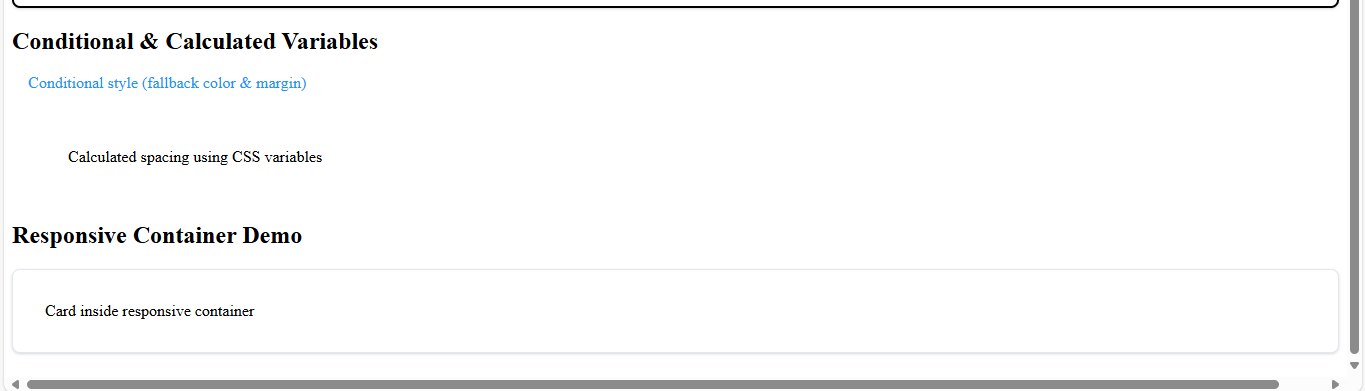 Conditional & Calculated Variables
Conditional style (fallback color & margin)
Calculated spacing using CSS variables
Responsive Container Demo
Card inside responsive container